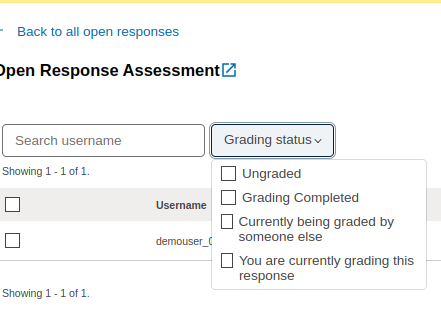 Back to all open responses
Open Response Assessment
Search username
Grading status
Showing 1 - 1 of 1.
Ungraded
Grading Completed
Username
Currently being graded by
someone else
demouser_
You are currently grading this
response
Showing 1 - 1 of 1.